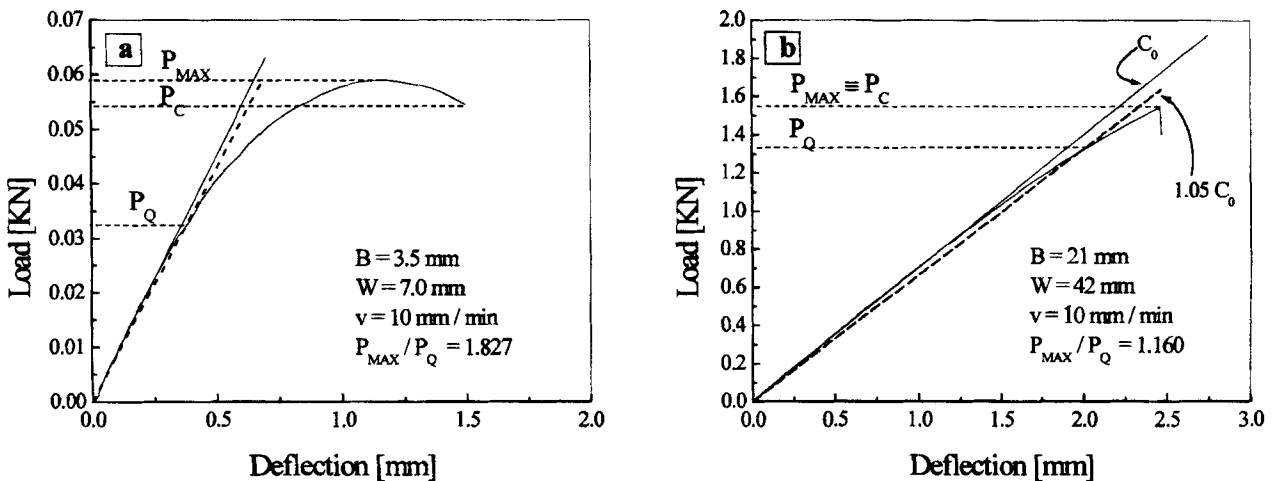 a
Load [KN]
0.07
0.06
0.05
0.04
0.03
0.02
0.01
0.00
P_MAX
P_C
P_Q
B = 3.5 mm
W = 7.0 mm
v = 10 mm / min
P_MAX / P_Q = 1.827
0.0 0.5 1.0 1.5 2.0
Deflection [mm]
b
Load [KN]
2.0
1.8
1.6
1.4
1.2
1.0
0.8
0.6
0.4
0.2
0.0
C_0
P_MAX ≡ P_C
P_Q
1.05 C_0
B = 21 mm
W = 42 mm
v = 10 mm / min
P_MAX / P_Q = 1.160
0.0 0.5 1.0 1.5 2.0 2.5 3.0
Deflection [mm]